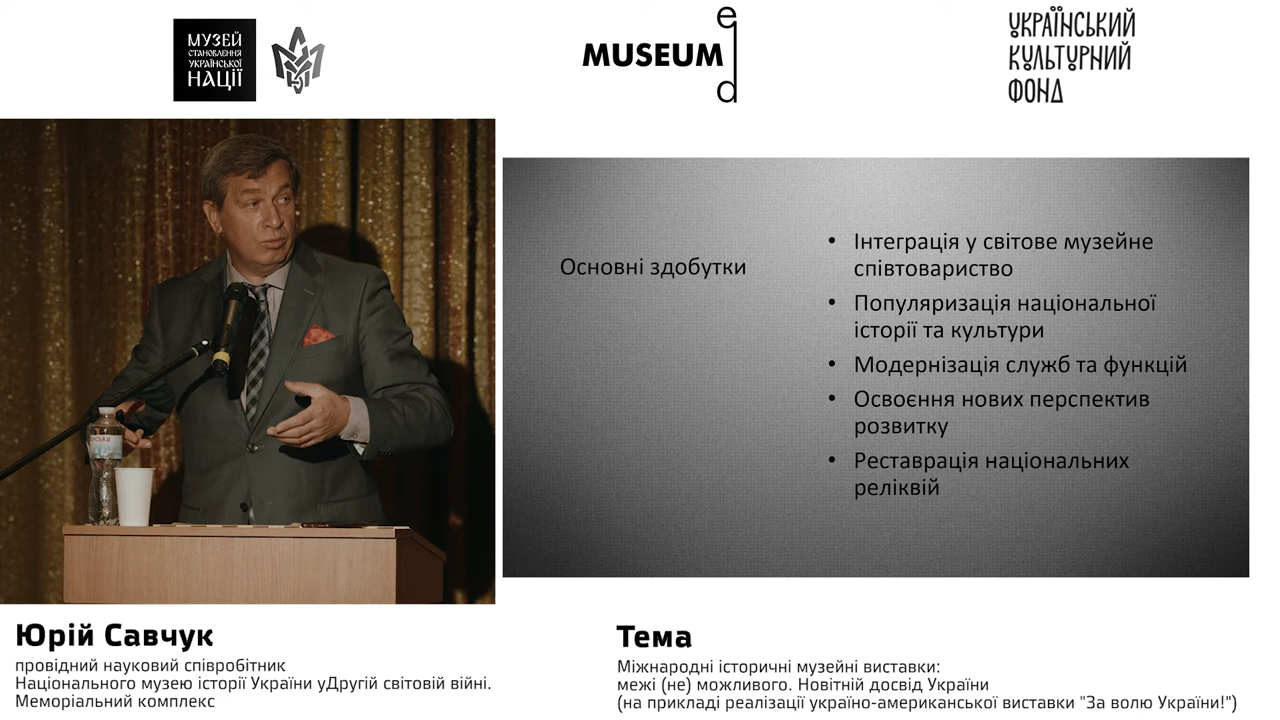 МУЗЕЙ
СТАНОВЛЕННЯ
УКРАЇНСЬКОЇ
НАЦІЇ
MUSEUM
ed
УКРАЇНСЬКИЙ
КУЛЬТУРНИЙ
ФОНД
Основні здобутки
• Інтеграція у світове музейне
співтовариство
• Популяризація національної
історії та культури
• Модернізація служб та функцій
• Освоєння нових перспектив
розвитку
• Реставрація національних
реліквій
Юрій Савчук
провідний науковий співробітник
Національного музею історії України уДругій світовій війні.
Меморіальний комплекс
Тема
Міжнародні історичні музейні виставки:
межі (не) можливого. Новітній досвід України
(на прикладі реалізації україно-американської виставки "За волю України!")